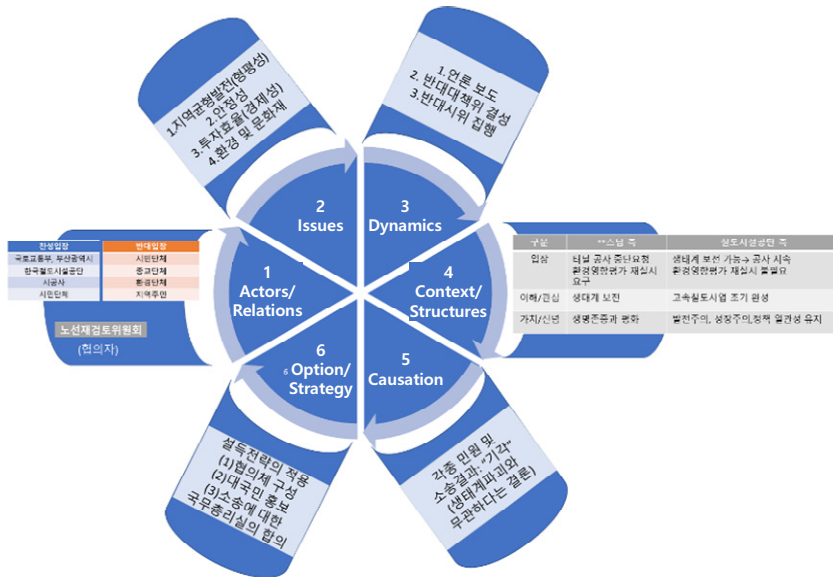 1
Actors/
Relations
찬성입장 반대입장
국토교통부, 부산광역시 시민단체
한국철도시설공단 종교단체
시공사 환경단체
시민단체 지역주민
노선재검토위원회
(협의자)
2
Issues
1.지역균형발전(형평성)
2.안정성
3.투자효율(경제성)
4.환경 및 문화재
3
Dynamics
1.언론 보도
2. 반대대책위 결성
3.반대시위 집행
4
Context/
Structures
구분 **스님 측 철도시설공단 측
입장 터널 공사 중단요청 생태계 보전 가능→ 공사 지속
환경영향평가 재실시 환경영향평가 재실시 불필요
요구
이해/관심 생태계 보전 고속철도사업 조기 완성
가치/신념 생명존중과 평화 발전주의, 성장주의,정책 일관성 유지
5
Causation
각종 민원 및
소송결과: "기각"
(생태계파괴와
무관하다는 결론)
6
6 Option/
Strategy
설득전략의 적용
(1)협의체 구성
(2)대국민 홍보
(3)소송에 대한
국무총리실의 합의